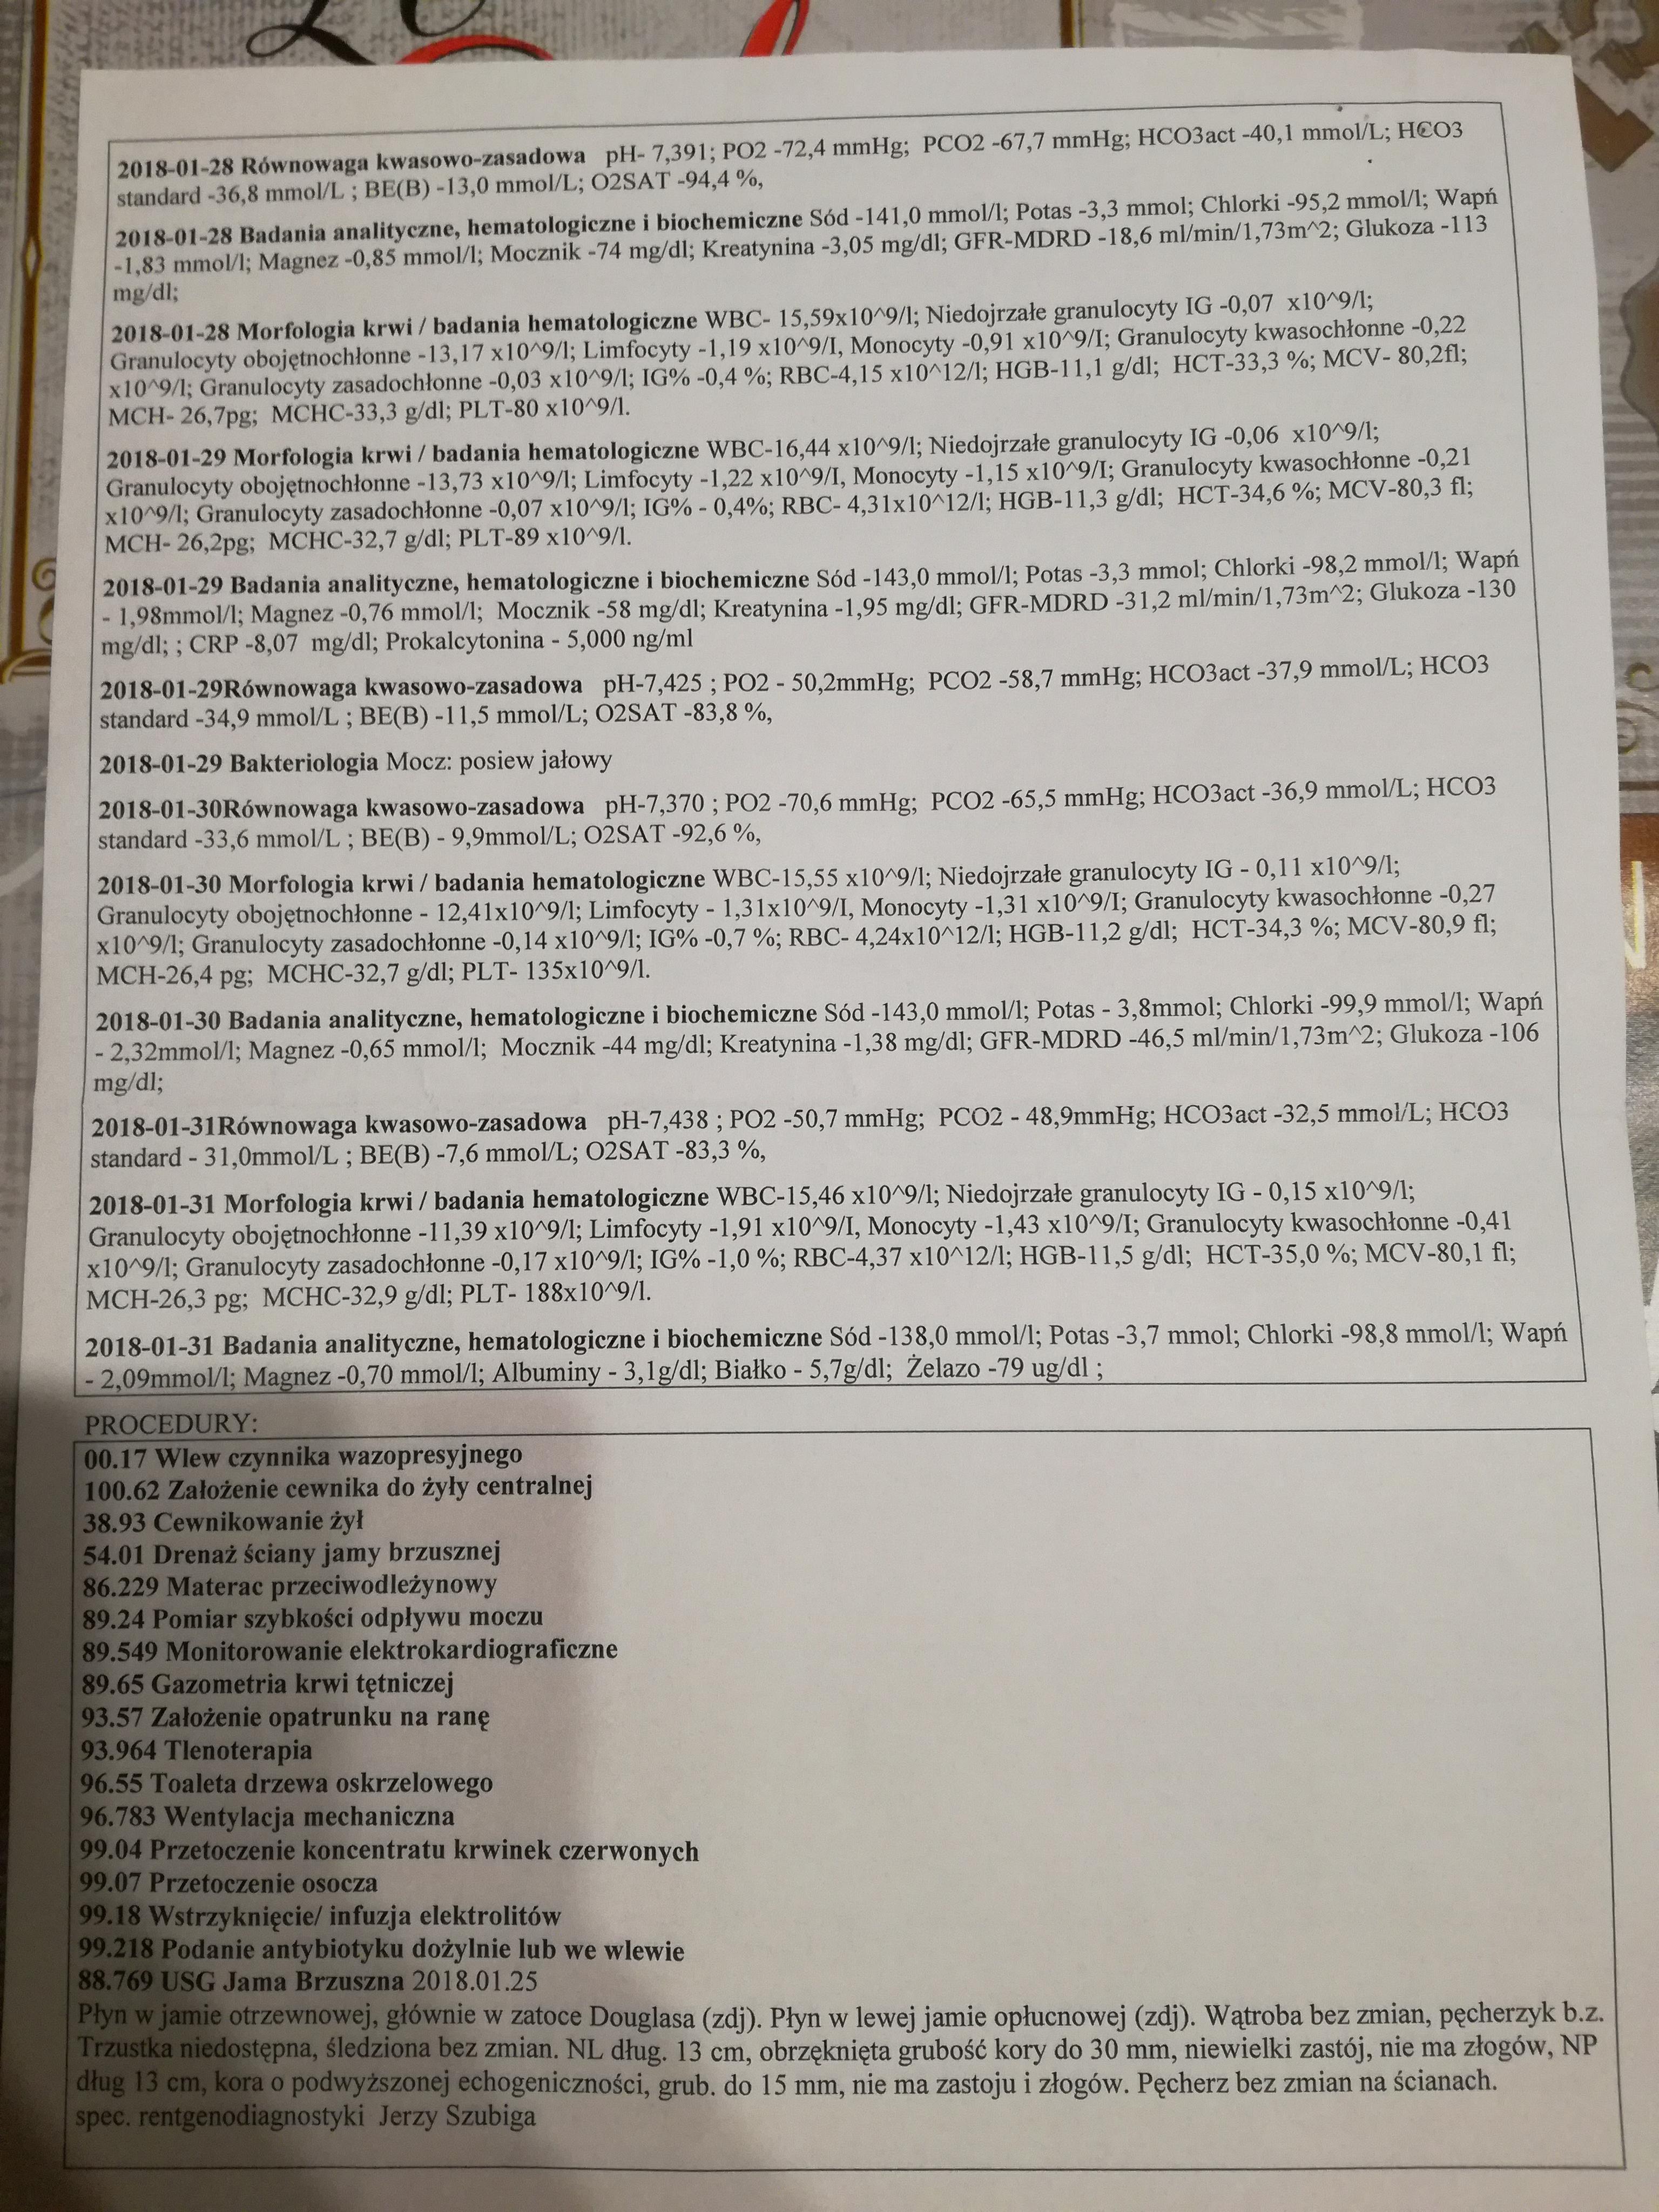 2018-01-28 Równowaga kwasowo-zasadowa pH- 7,391; PO2 -72,4 mmHg; PCO2 -67,7 mmHg; HCO3act -40,1 mmol/L; HCO3
standard -36,8 mmol/L ; BE(B) -13,0 mmol/L; O2SAT -94,4 %,
2018-01-28 Badania analityczne, hematologiczne i biochemiczne Sód -141,0 mmol/l; Potas -3,3 mmol; Chlorki -95,2 mmol/l; Wapń
-1,83 mmol/l; Magnez -0,85 mmol/l; Mocznik -74 mg/dl; Kreatynina -3,05 mg/dl; GFR-MDRD -18,6 ml/min/1,73m^2; Glukoza -113
mg/dl;
2018-01-28 Morfologia krwi / badania hematologiczne WBC- 15,59x10^9/l; Niedojrzałe granulocyty IG -0,07 x10^9/l;
Granulocyty obojętnochłonne -13,17 x10^9/l; Limfocyty -1,19 x10^9/I, Monocyty -0,91 x10^9/I; Granulocyty kwasochłonne -0,22
x10^9/l; Granulocyty zasadochłonne -0,03 x10^9/l; IG% -0,4 %; RBC-4,15 x10^12/l; HGB-11,1 g/dl; HCT-33,3 %; MCV- 80,2fl;
MCH- 26,7pg; MCHC-33,3 g/dl; PLT-80 x10^9/l.
2018-01-29 Morfologia krwi / badania hematologiczne WBC-16,44 x10^9/l; Niedojrzałe granulocyty IG -0,06 x10^9/l;
Granulocyty obojętnochłonne -13,73 x10^9/l; Limfocyty -1,22 x10^9/I, Monocyty -1,15 x10^9/I; Granulocyty kwasochłonne -0,21
x10^9/l; Granulocyty zasadochłonne -0,07 x10^9/l; IG% - 0,4%; RBC- 4,31x10^12/l; HGB-11,3 g/dl; HCT-34,6 %; MCV-80,3 fl;
MCH- 26,2pg; MCHC-32,7 g/dl; PLT-89 x10^9/l.
2018-01-29 Badania analityczne, hematologiczne i biochemiczne Sód -143,0 mmol/l; Potas -3,3 mmol; Chlorki -98,2 mmol/l; Wapń
- 1,98mmol/l; Magnez -0,76 mmol/l; Mocznik -58 mg/dl; Kreatynina -1,95 mg/dl; GFR-MDRD -31,2 ml/min/1,73m^2; Glukoza -130
mg/dl; ; CRP -8,07 mg/dl; Prokalcytonina - 5,000 ng/ml
2018-01-29Równowaga kwasowo-zasadowa pH-7,425 ; PO2 - 50,2mmHg; PCO2 -58,7 mmHg; HCO3act -37,9 mmol/L; HCO3
standard -34,9 mmol/L ; BE(B) -11,5 mmol/L; O2SAT -83,8 %,
2018-01-29 Bakteriologia Mocz: posiew jałowy
2018-01-30Równowaga kwasowo-zasadowa pH-7,370 ; PO2 -70,6 mmHg; PCO2 -65,5 mmHg; HCO3act -36,9 mmol/L; HCO3
standard -33,6 mmol/L ; BE(B) - 9,9mmol/L; O2SAT -92,6 %,
2018-01-30 Morfologia krwi / badania hematologiczne WBC-15,55 x10^9/l; Niedojrzałe granulocyty IG - 0,11 x10^9/l;
Granulocyty obojętnochłonne - 12,41x10^9/l; Limfocyty - 1,31x10^9/I, Monocyty -1,31 x10^9/I; Granulocyty kwasochłonne -0,27
x10^9/l; Granulocyty zasadochłonne -0,14 x10^9/l; IG% -0,7 %; RBC- 4,24x10^12/l; HGB-11,2 g/dl; HCT-34,3 %; MCV-80,9 fl;
MCH-26,4 pg; MCHC-32,7 g/dl; PLT- 135x10^9/l.
2018-01-30 Badania analityczne, hematologiczne i biochemiczne Sód -143,0 mmol/l; Potas - 3,8mmol; Chlorki -99,9 mmol/l; Wapń
- 2,32mmol/l; Magnez -0,65 mmol/l; Mocznik -44 mg/dl; Kreatynina -1,38 mg/dl; GFR-MDRD -46,5 ml/min/1,73m^2; Glukoza -106
mg/dl;
2018-01-31Równowaga kwasowo-zasadowa pH-7,438 ; PO2 -50,7 mmHg; PCO2 - 48,9mmHg; HCO3act -32,5 mmol/L; HCO3
standard - 31,0mmol/L ; BE(B) -7,6 mmol/L; O2SAT -83,3 %,
2018-01-31 Morfologia krwi / badania hematologiczne WBC-15,46 x10^9/l; Niedojrzałe granulocyty IG - 0,15 x10^9/l;
Granulocyty obojętnochłonne -11,39 x10^9/l; Limfocyty -1,91 x10^9/I, Monocyty -1,43 x10^9/I; Granulocyty kwasochłonne -0,41
x10^9/l; Granulocyty zasadochłonne -0,17 x10^9/l; IG% -1,0 %; RBC-4,37 x10^12/l; HGB-11,5 g/dl; HCT-35,0 %; MCV-80,1 fl;
MCH-26,3 pg; MCHC-32,9 g/dl; PLT- 188x10^9/l.
2018-01-31 Badania analityczne, hematologiczne i biochemiczne Sód -138,0 mmol/l; Potas -3,7 mmol; Chlorki -98,8 mmol/l; Wapń
- 2,09mmol/l; Magnez -0,70 mmol/l; Albuminy - 3,1g/dl; Białko - 5,7g/dl; Żelazo -79 ug/dl ;
PROCEDURY:
00.17 Wlew czynnika wazopresyjnego
100.62 Założenie cewnika do żyły centralnej
38.93 Cewnikowanie żył
54.01 Drenaż ściany jamy brzusznej
86.229 Materac przeciwodleżynowy
89.24 Pomiar szybkości odpływu moczu
89.549 Monitorowanie elektrokardiograficzne
89.65 Gazometria krwi tętniczej
93.57 Założenie opatrunku na ranę
93.964 Tlenoterapia
96.55 Toaleta drzewa oskrzelowego
96.783 Wentylacja mechaniczna
99.04 Przetoczenie koncentratu krwinek czerwonych
99.07 Przetoczenie osocza
99.18 Wstrzyknięcie/ infuzja elektrolitów
99.218 Podanie antybiotyku dożylnie lub we wlewie
88.769 USG Jama Brzuszna 2018.01.25
Płyn w jamie otrzewnowej, głównie w zatoce Douglasa (zdj). Płyn w lewej jamie opłucnowej (zdj). Wątroba bez zmian, pęcherzyk b.z.
Trzustka niedostępna, śledziona bez zmian. NL dług. 13 cm, obrzęknięta grubość kory do 30 mm, niewielki zastój, nie ma złogów, NP
dług 13 cm, kora o podwyższonej echogeniczności, grub. do 15 mm, nie ma zastoju i złogów. Pęcherz bez zmian na ścianach.
spec. rentgenodiagnostyki Jerzy Szubiga